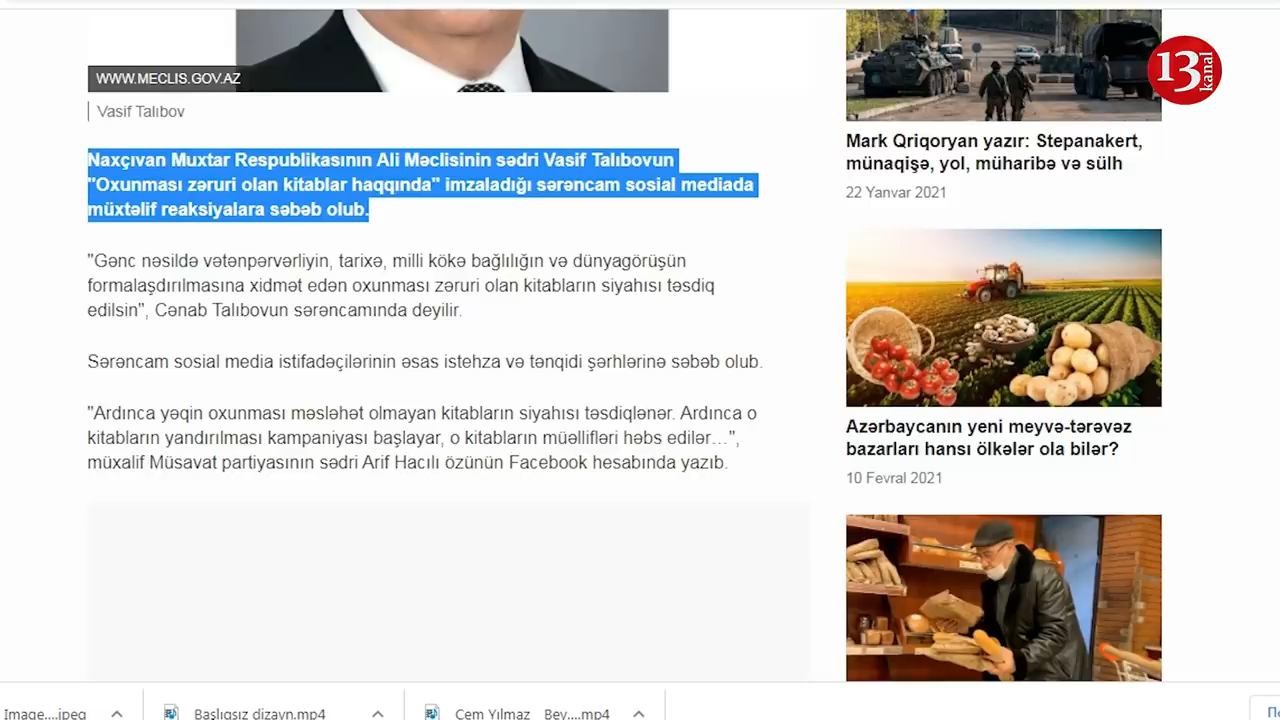 WWW.MECLIS.GOV.AZ
Vasif Talıbov
Naxçıvan Muxtar Respublikasının Ali Məclisinin sədri Vasif Talıbovun
"Oxunması zəruri olan kitablar haqqında" imzaladığı sərəncam sosial mediada
müxtəlif reaksiyalara səbəb olub.
"Gənc nəsildə vətənpərvərliyin, tarixə, milli kökə bağlılığın və dünyagörüşün
formalaşdırılmasına xidmət edən oxunması zəruri olan kitabların siyahısı təsdiq
edilsin", Cənab Talıbovun sərəncamında deyilir.
Sərəncam sosial media istifadəçilərinin əsas istehza və tənqidi şərhlərinə səbəb olub.
"Ardınca yəqin oxunması məsləhət olmayan kitabların siyahısı təsdiqlənər. Ardınca o
kitabların yandırılması kampaniyası başlayar, o kitabların müəllifləri həbs edilər…",
müxalif Müsavat partiyasının sədri Arif Hacılı özünün Facebook hesabında yazıb.
13 kanal
Mark Qriqoryan yazır: Stepanakert,
münaqişə, yol, müharibə və sülh
22 Yanvar 2021
Azərbaycanın yeni meyvə-tərəvəz
bazarları hansı ölkələr ola bilər?
10 Fevral 2021
Image....jpeg
Başlıqsız dizayn.mp4
Cem Yılmaz   Bey....mp4